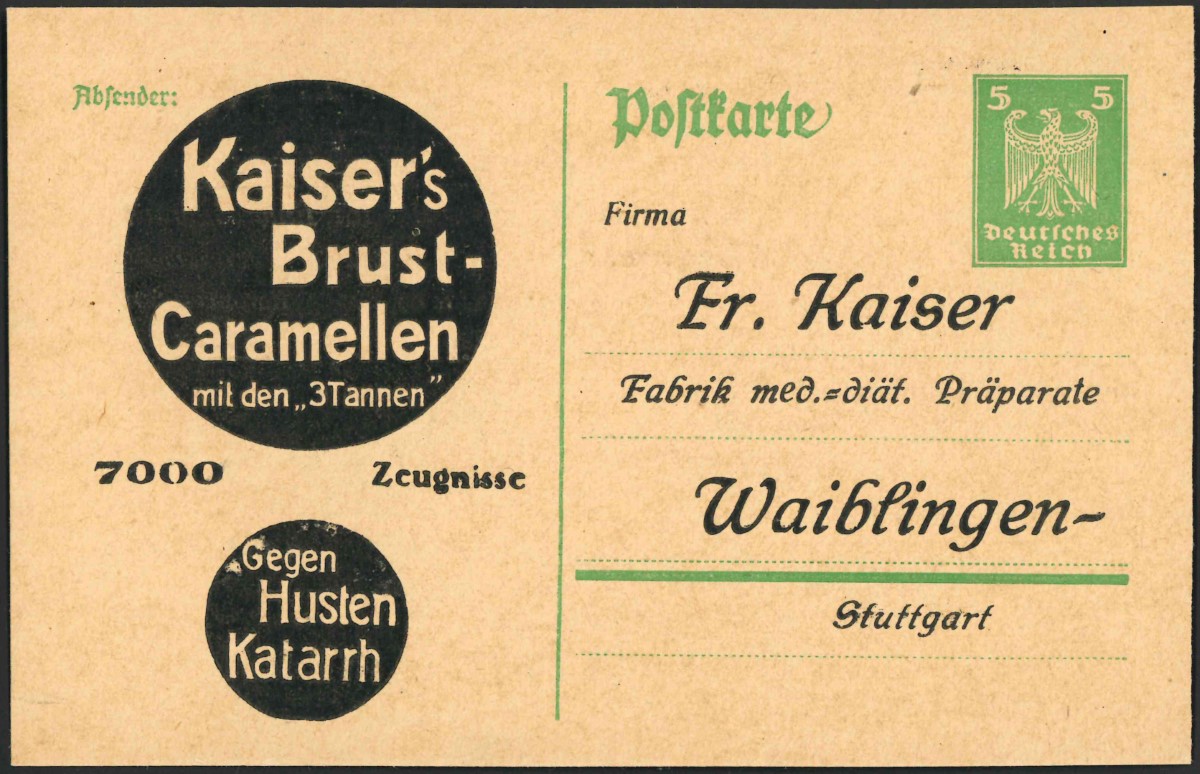 Absender:
Kaiser's
Brust-
Caramellen
mit den „3 Tannen"
7000 Zeugnisse
Gegen
Husten
Katarrh
Postkarte
5 5
Deutsches
Reich
Firma
Fr. Kaiser
Fabrik med.=diät. Präparate
Waiblingen-
Stuttgart